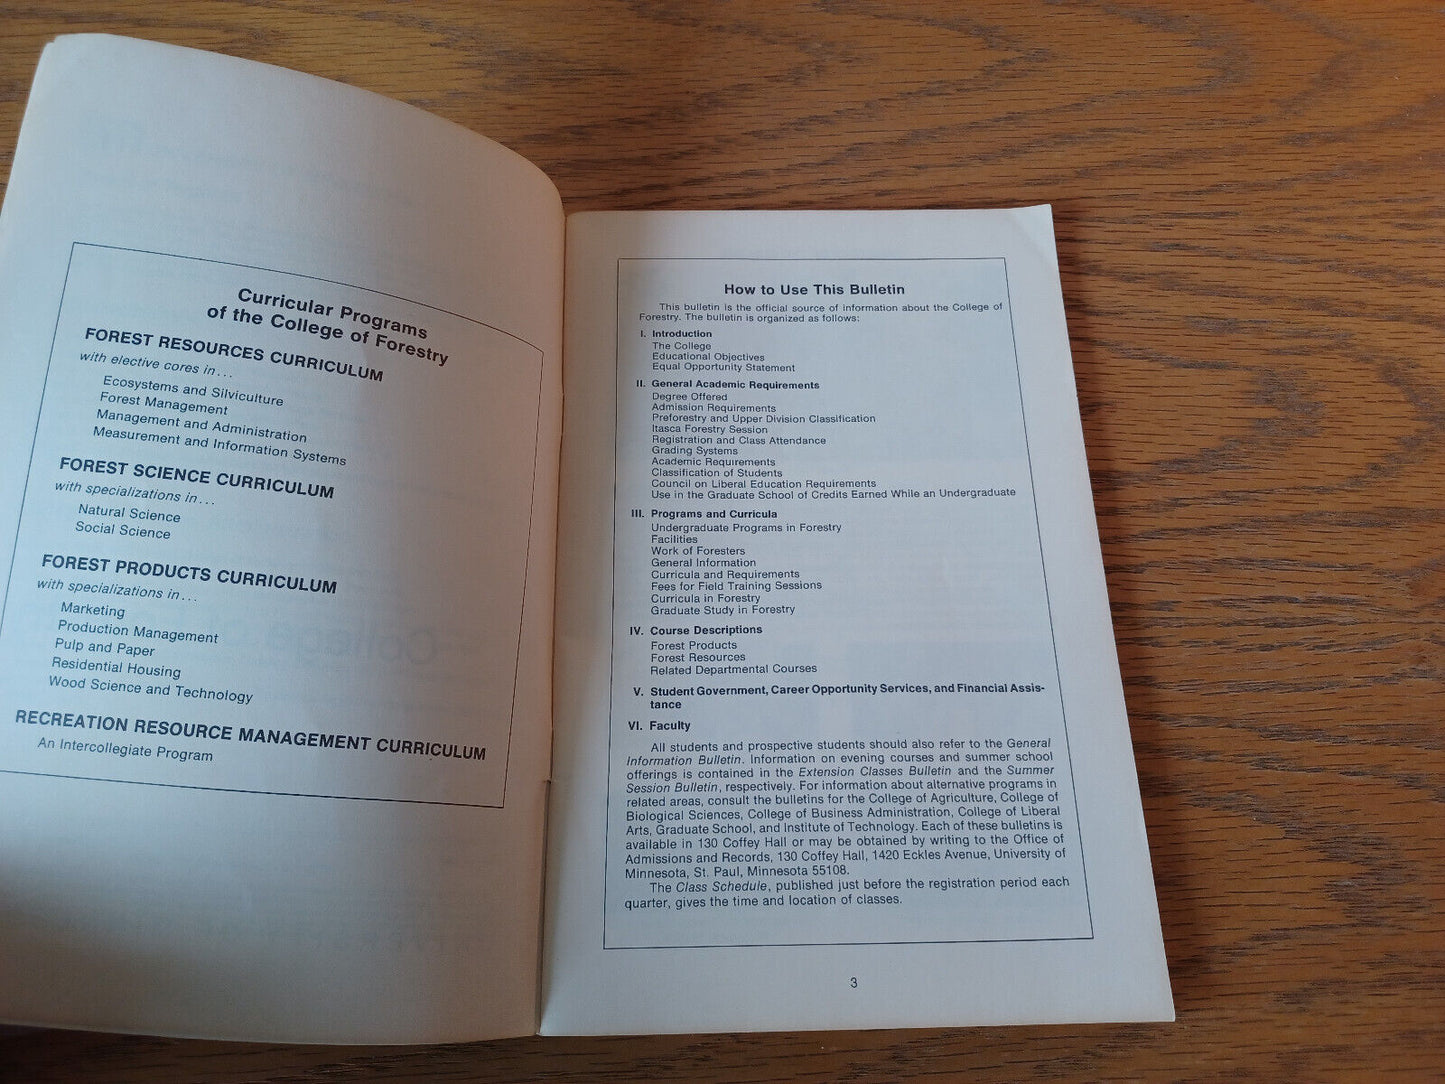 Curricular Programs
of the College of Forestry
FOREST RESOURCES CURRICULUM
with elective cores in...
Ecosystems and Silviculture
Forest Management
Management and Administration
Measurement and Information Systems
FOREST SCIENCE CURRICULUM
with specializations in...
Natural Science
Social Science
FOREST PRODUCTS CURRICULUM
with specializations in...
Marketing
Production Management
Pulp and Paper
Residential Housing
Wood Science and Technology
RECREATION RESOURCE MANAGEMENT CURRICULUM
An Intercollegiate Program
How to Use This Bulletin
This bulletin is the official source of information about the College of
Forestry. The bulletin is organized as follows:
I. Introduction
The College
Educational Objectives
Equal Opportunity Statement
II. General Academic Requirements
Degree Offered
Admission Requirements
Preforestry and Upper Division Classification
Itasca Forestry Session
Registration and Class Attendance
Grading Systems
Academic Requirements
Classification of Students
Council on Liberal Education Requirements
Use in the Graduate School of Credits Earned While an Undergraduate
III. Programs and Curricula
Undergraduate Programs in Forestry
Facilities
Work of Foresters
General Information
Curricula and Requirements
Fees for Field Training Sessions
Curricula in Forestry
Graduate Study in Forestry
IV. Course Descriptions
Forest Products
Forest Resources
Related Departmental Courses
V. Student Government, Career Opportunity Services, and Financial Assis-
tance
VI. Faculty
All students and prospective students should also refer to the General
Information Bulletin. Information on evening courses and summer school
offerings is contained in the Extension Classes Bulletin and the Summer
Session Bulletin, respectively. For information about alternative programs in
related areas, consult the bulletins for the College of Agriculture, College of
Biological Sciences, College of Business Administration, College of Liberal
Arts, Graduate School, and Institute of Technology. Each of these bulletins is
available in 130 Coffey Hall or may be obtained by writing to the Office of
Admissions and Records, 130 Coffey Hall, 1420 Eckles Avenue, University of
Minnesota, St. Paul, Minnesota 55108.
The Class Schedule, published just before the registration period each
quarter, gives the time and location of classes.
3